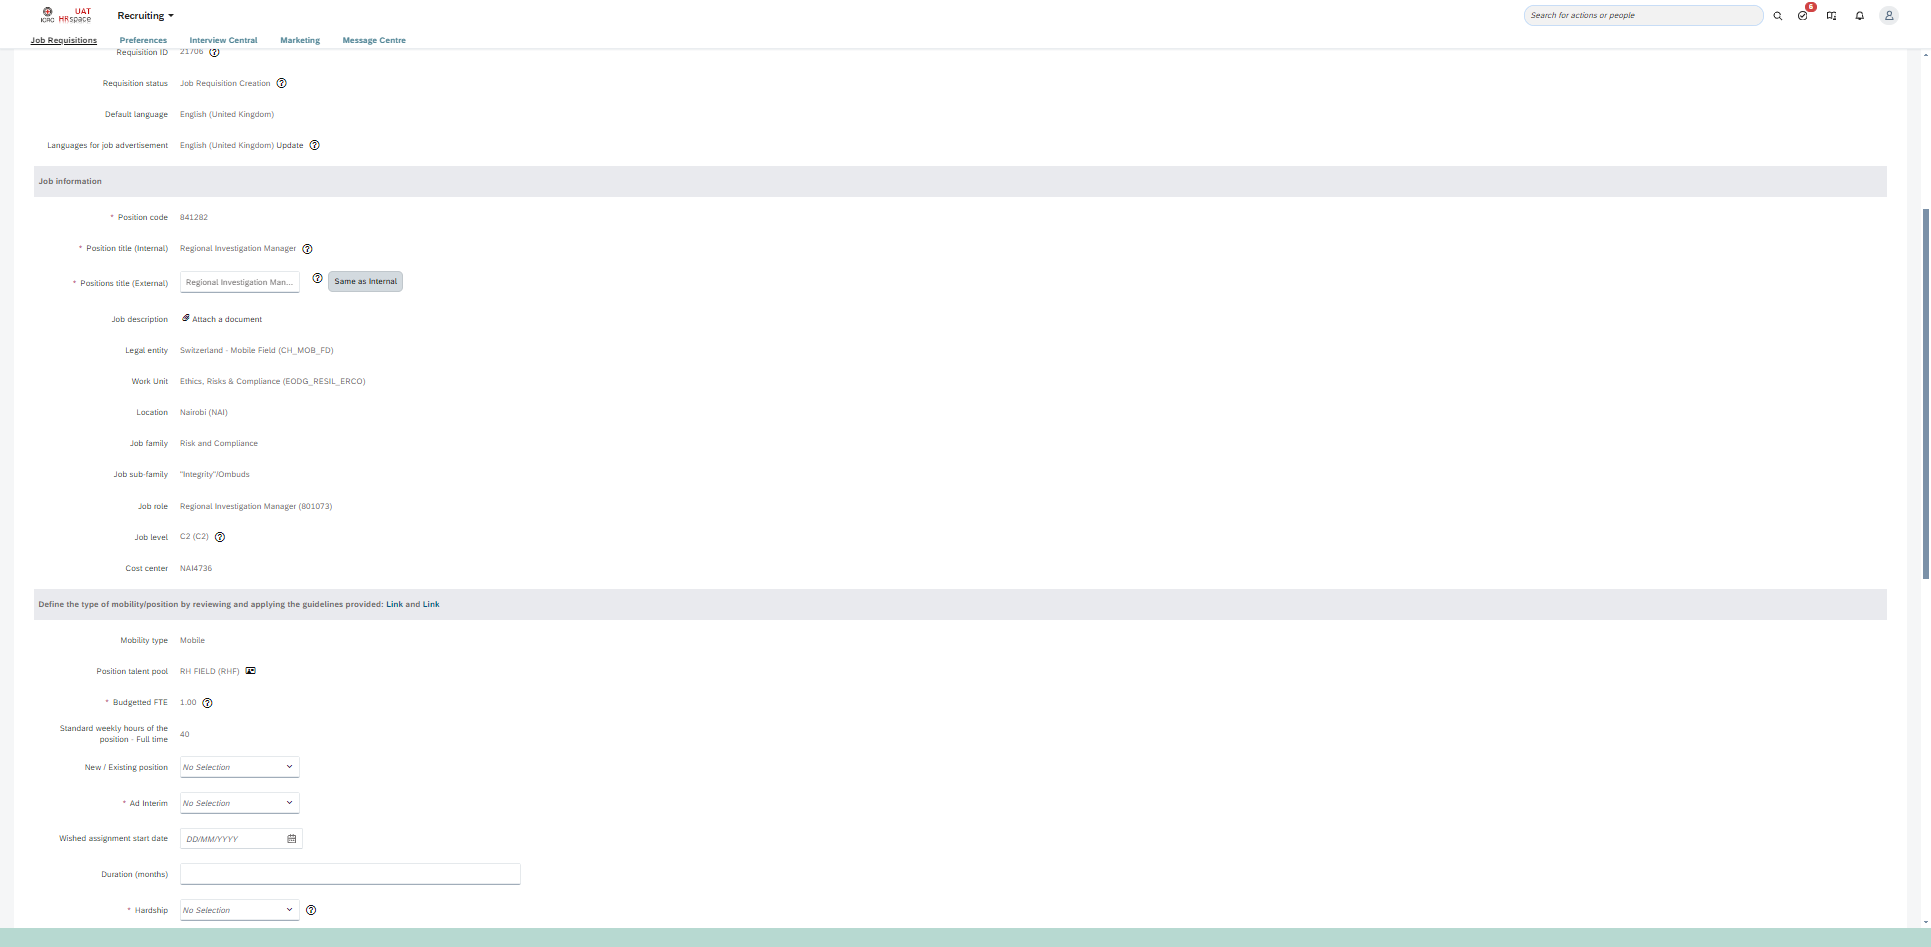 ICRC UAT HRspace Recruiting Search for actions or people 6
Job Requisitions Preferences Interview Central Marketing Message Centre
Requisition ID 21706
Requisition status Job Requisition Creation
Default language English (United Kingdom)
Languages for job advertisement English (United Kingdom) Update
Job information
* Position code 841282
* Position title (Internal) Regional Investigation Manager
* Positions title (External) Regional Investigation Man... Same as Internal
Job description Attach a document
Legal entity Switzerland - Mobile Field (CH_MOB_FD)
Work Unit Ethics, Risks & Compliance (EODG_RESIL_ERCO)
Location Nairobi (NAI)
Job family Risk and Compliance
Job sub-family "Integrity"/Ombuds
Job role Regional Investigation Manager (801073)
Job level C2 (C2)
Cost center NAI4736
Define the type of mobility/position by reviewing and applying the guidelines provided: Link and Link
Mobility type Mobile
Position talent pool RH FIELD (RHF)
* Budgetted FTE 1.00
Standard weekly hours of the
position - Full time 40
New / Existing position No Selection
* Ad Interim No Selection
Wished assignment start date DD/MM/YYYY
Duration (months)
* Hardship No Selection